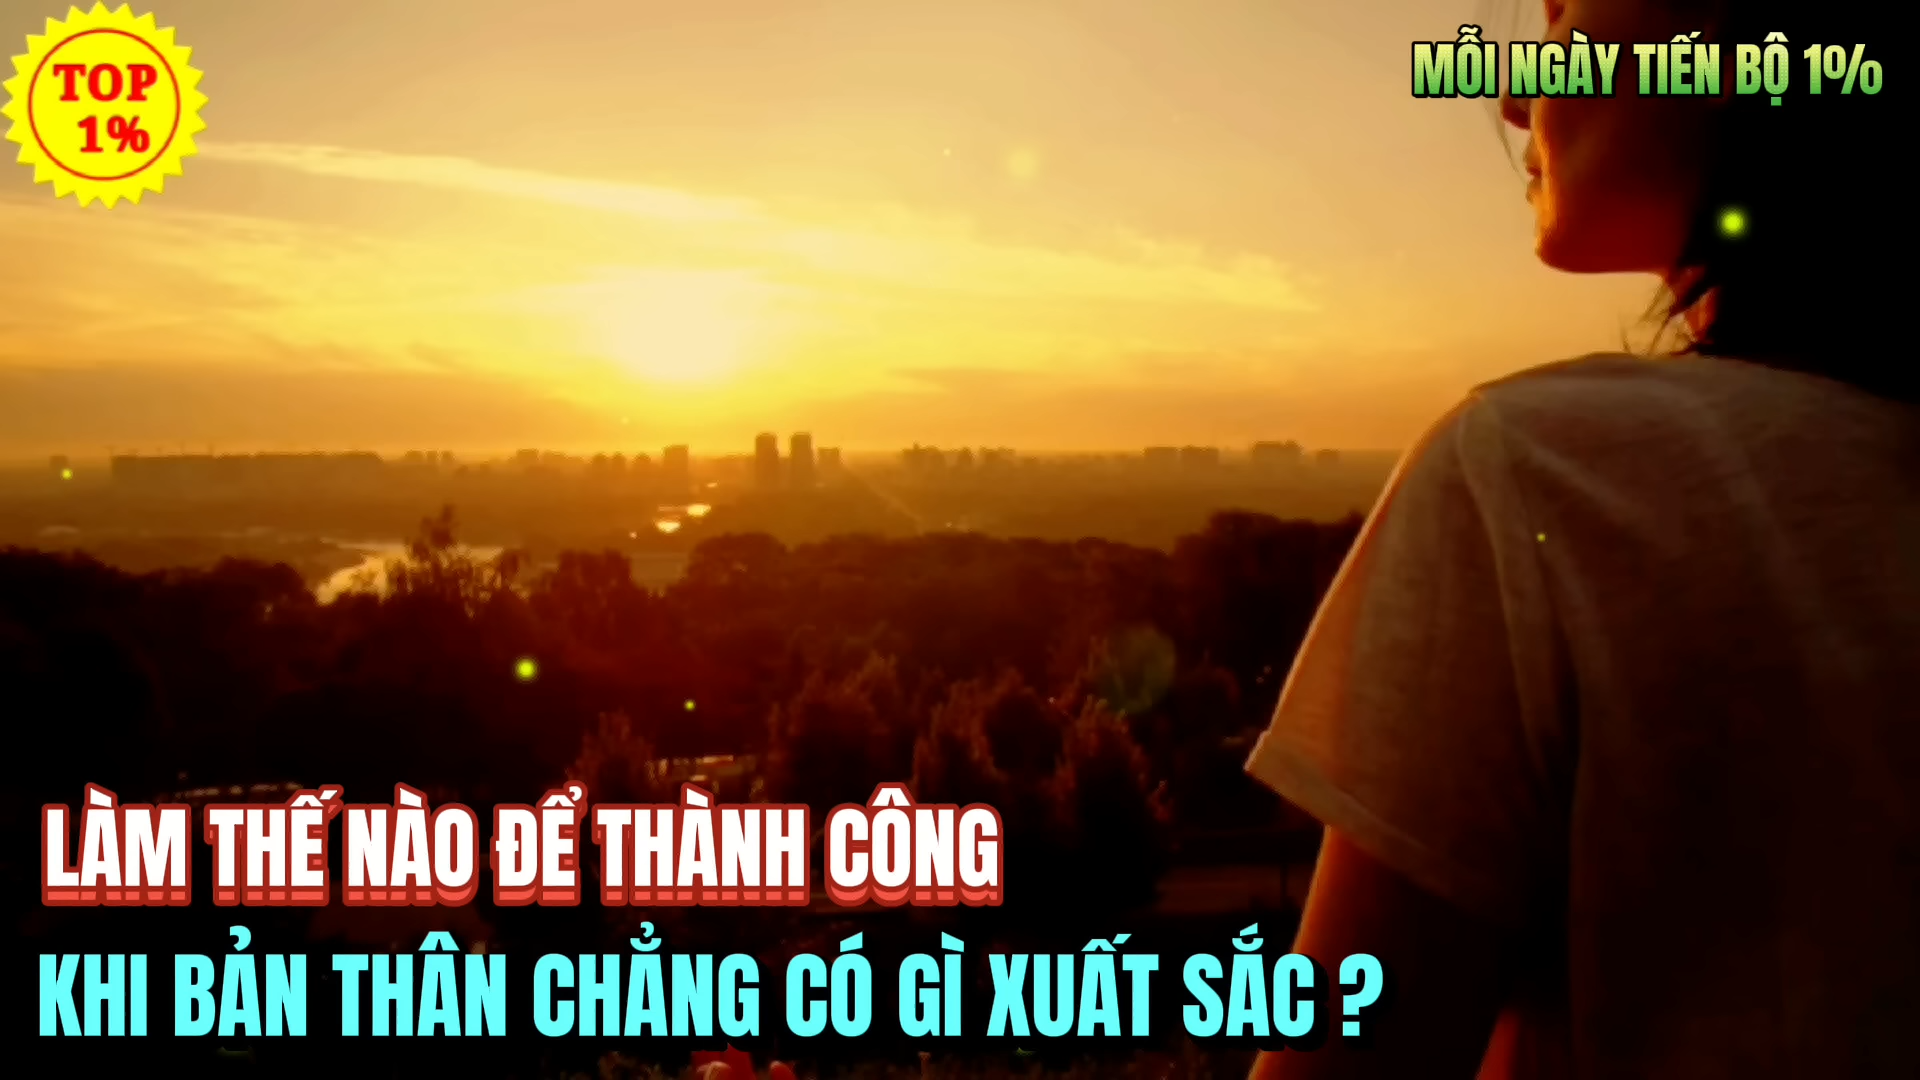 TOP
1%
MỖI NGÀY TIẾN BỘ 1%
LÀM THẾ NÀO ĐỂ THÀNH CÔNG
KHI BẢN THÂN CHẲNG CÓ GÌ XUẤT SẮC ?